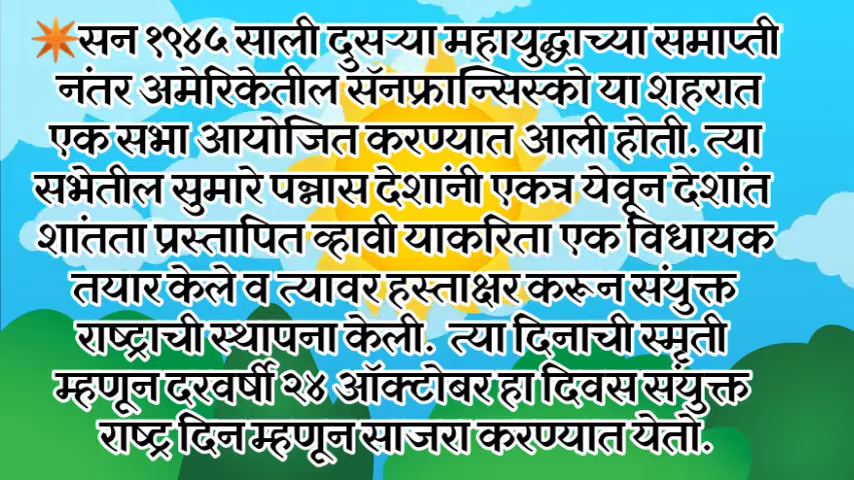 सन १९४५ साली दुसऱ्या महायुद्धाच्या समाप्ती
नंतर अमेरिकेतील सॅनफ्रान्सिस्को या शहरात
एक सभा आयोजित करण्यात आली होती. त्या
सभेतील सुमारे पन्नास देशांनी एकत्र येवून देशांत
शांतता प्रस्तापित व्हावी याकरिता एक विधायक
तयार केले व त्यावर हस्ताक्षर करून संयुक्त
राष्ट्राची स्थापना केली. त्या दिनाची स्मृती
म्हणून दरवर्षी २४ ऑक्टोबर हा दिवस संयुक्त
राष्ट्र दिन म्हणून साजरा करण्यात येतो.